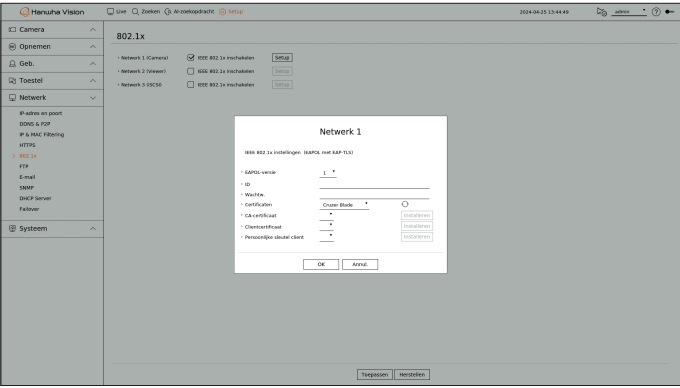 Hanwha Vision
Live Zoeken AI-zoekopdracht Setup
2024-04-25 13:44:49
admin
?
Camera
Opnemen
Geb.
Toestel
Netwerk
IP-adres en poort
DDNS & P2P
IP & MAC Filtering
HTTPS
802.1x
FTP
E-mail
SNMP
DHCP Server
Failover
Systeem
802.1x
Netwerk 1 (Camera) IEEE 802.1x inschakelen Setup
Netwerk 2 (Viewer) IEEE 802.1x inschakelen Setup
Netwerk 3 (iSCSI) IEEE 802.1x inschakelen Setup
Netwerk 1
IEEE 802.1x instellingen (EAPOL met EAP-TLS)
EAPOL-versie 1
ID
Wachtw.
Certificaten Cruzer Blade
CA-certificaat Installeren
Clientcertificaat Installeren
Persoonlijke sleutel client Installeren
OK Annul.
Toepassen Herstellen